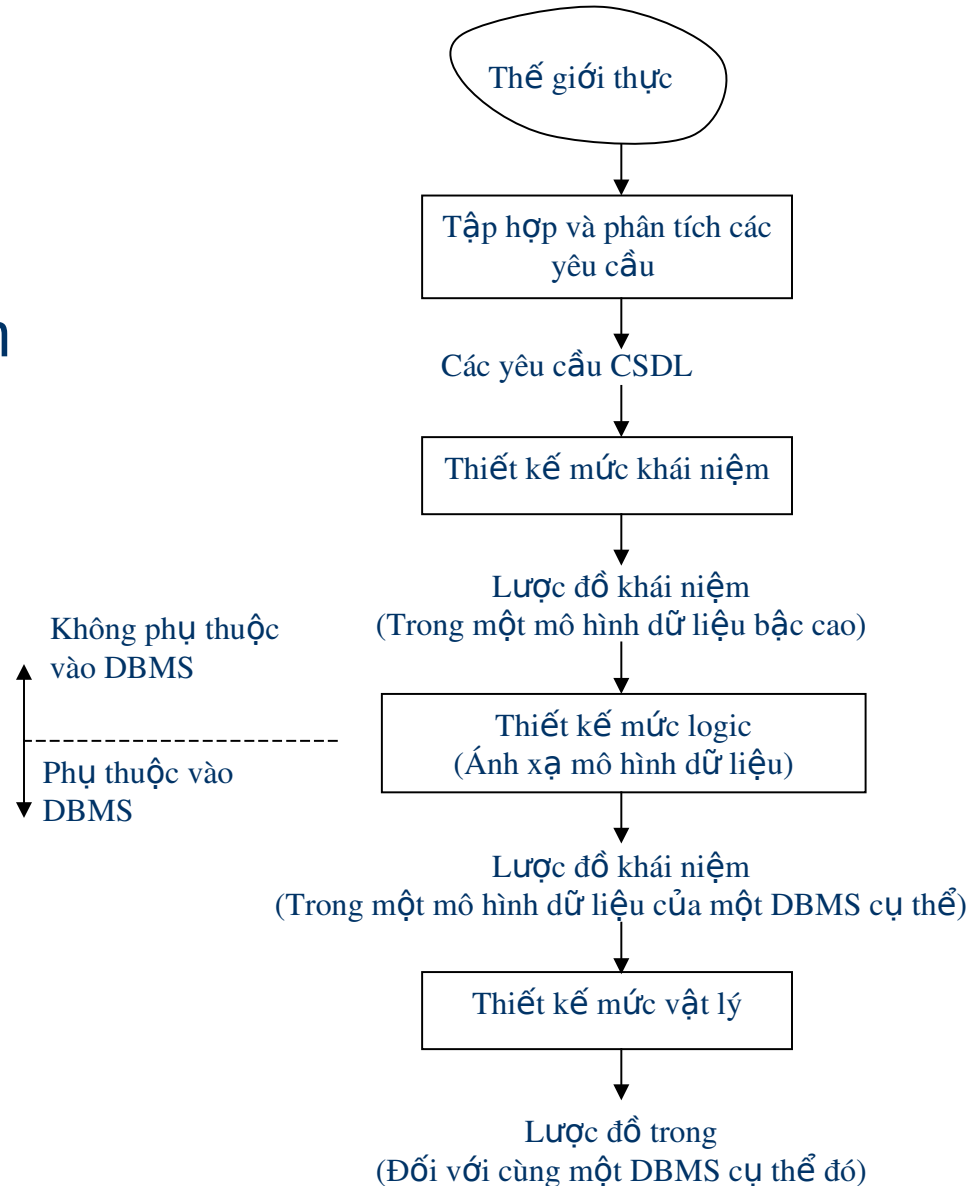 Thế giới thực
Tập hợp và phân tích các
yêu cầu
Các yêu cầu CSDL
Thiết kế mức khái niệm
Lược đồ khái niệm
(Trong một mô hình dữ liệu bậc cao)
Không phụ thuộc
vào DBMS
Thiết kế mức logic
(Ánh xạ mô hình dữ liệu)
Phụ thuộc vào
DBMS
Lược đồ khái niệm
(Trong một mô hình dữ liệu của một DBMS cụ thể)
Thiết kế mức vật lý
Lược đồ trong
(Đối với cùng một DBMS cụ thể đó)